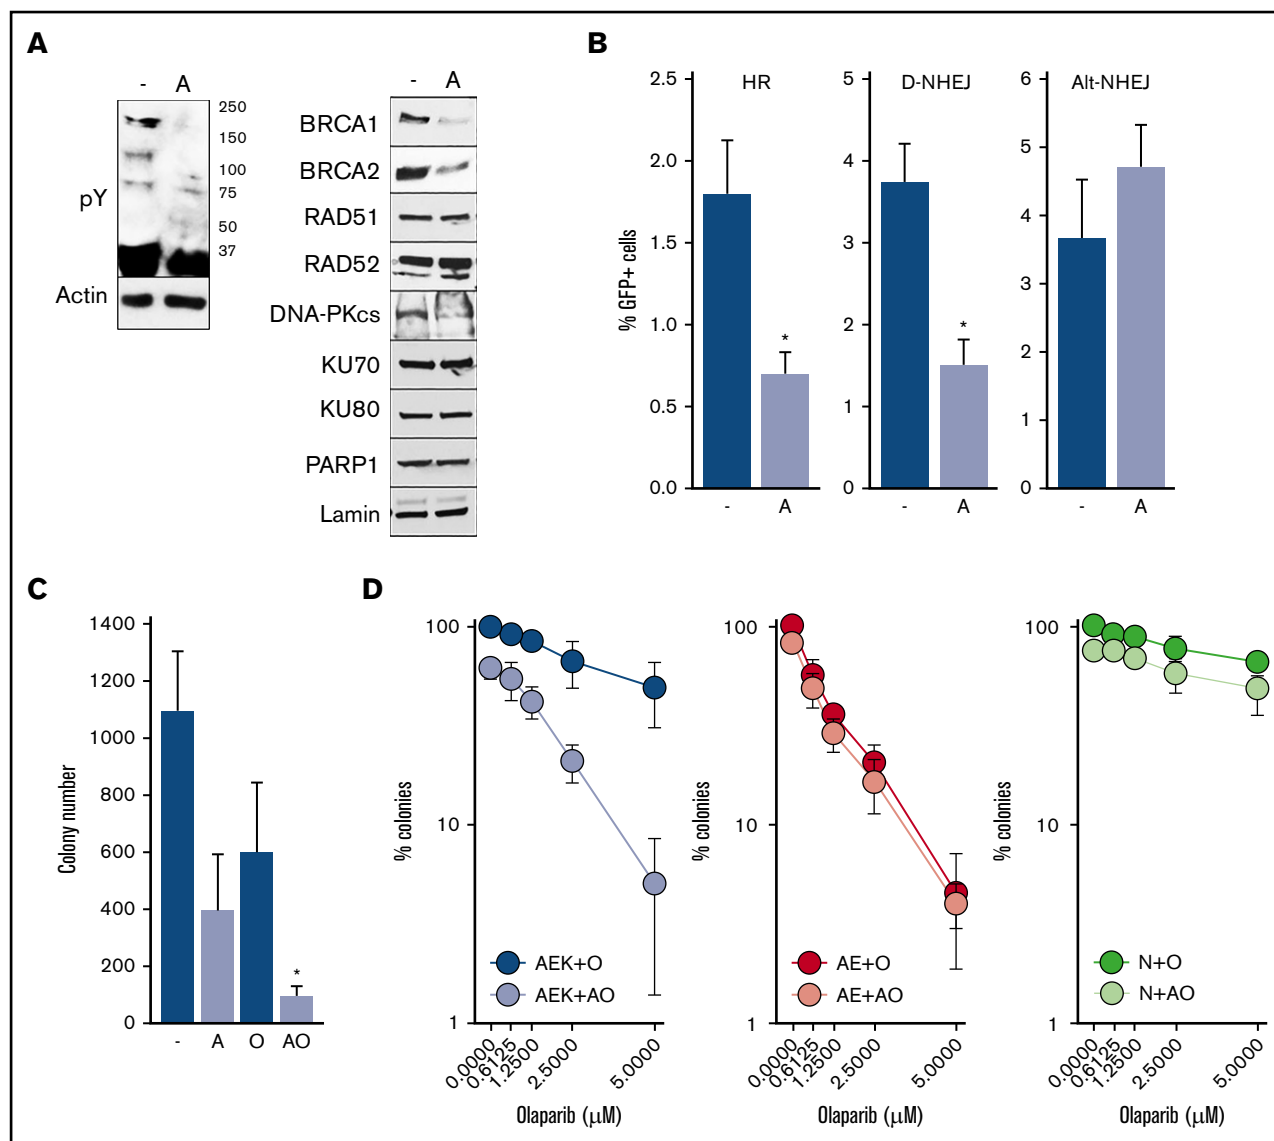 A
- A
250
150
100
75
50
37
pY
Actin
- A
BRCA1
BRCA2
RAD51
RAD52
DNA-PKcs
KU70
KU80
PARP1
Lamin
B
% GFP+ cells
HR
2.5
2.0
1.5
1.0
0.5
0.0
- A
*
D-NHEJ
5
4
3
2
1
0
- A
*
Alt-NHEJ
6
5
4
3
2
1
0
- A
C
Colony number
1400
1200
1000
800
600
400
200
0
*
- A O AO
D
% colonies
100
10
1
AEK+O
AEK+AO
0.0000
0.6125
1.2500
2.5000
5.0000
Olaparib (μM)
% colonies
100
10
1
AE+O
AE+AO
0.0000
0.6125
1.2500
2.5000
5.0000
Olaparib (μM)
% colonies
100
10
1
N+O
N+AO
0.0000
0.6125
1.2500
2.5000
5.0000
Olaparib (μM)